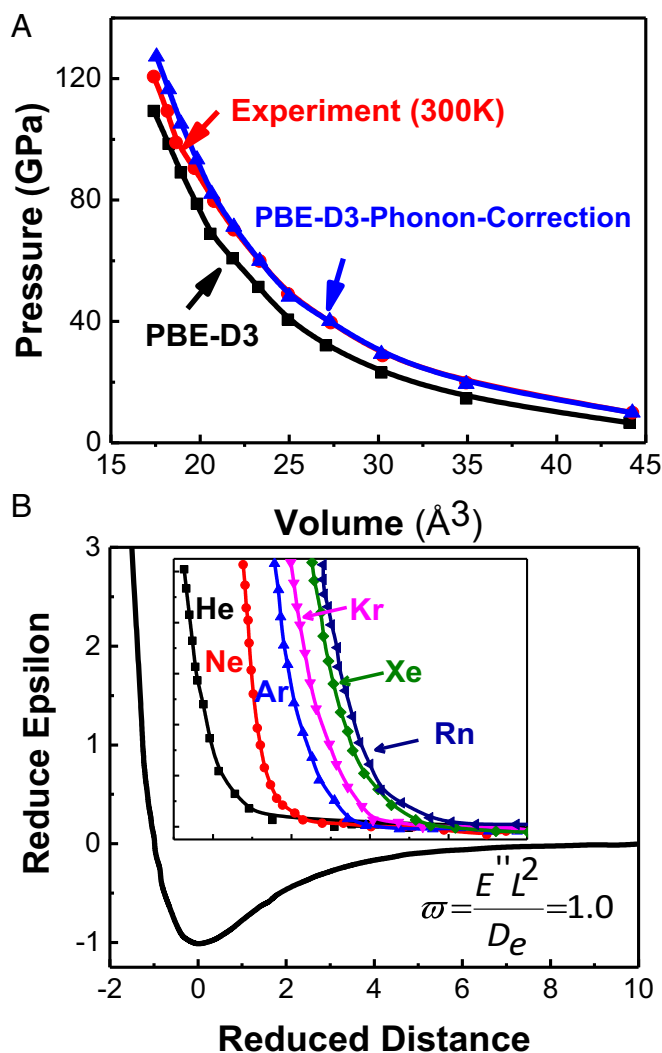 A
Pressure (GPa)
120
80
40
0
Experiment (300K)
PBE-D3-Phonon-Correction
PBE-D3
15 20 25 30 35 40 45
Volume (Å3)
B
Reduce Epsilon
3
2
1
0
-1
He
Ne
Ar
Kr
Xe
Rn
ϖ = E''L² / De = 1.0
-2 0 2 4 6 8 10
Reduced Distance